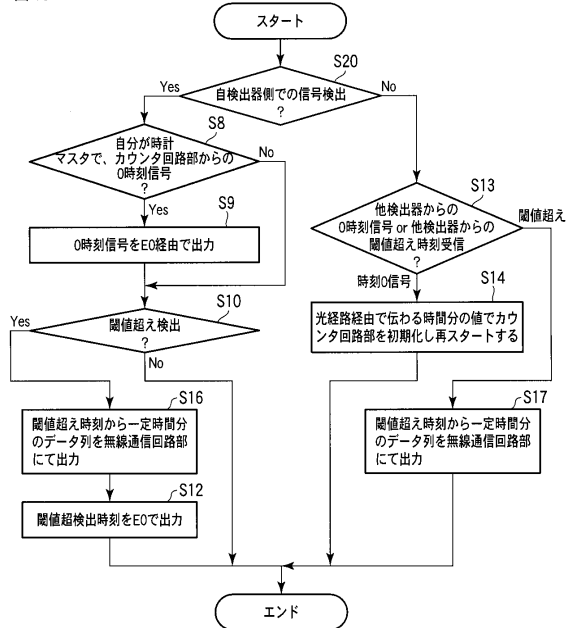 スタート
S20
Yes
No
自検出器側での信号検出
?
S8
自分が時計
マスタで、カウンタ回路部からの
0時刻信号
?
No
Yes
S9
0時刻信号をEO経由で出力
S10
Yes
閾値超え検出
?
No
S16
閾値超え時刻から一定時間分
のデータ列を無線通信回路部
にて出力
S12
閾値超検出時刻をEOで出力
S13
他検出器からの
0時刻信号 or 他検出器からの
閾値超え時刻受信
?
閾値超え
時刻0信号
S14
光経路経由で伝わる時間分の値でカウ
ンタ回路部を初期化し再スタートする
S17
閾値超え時刻から一定時間分
のデータ列を無線通信回路部
にて出力
エンド